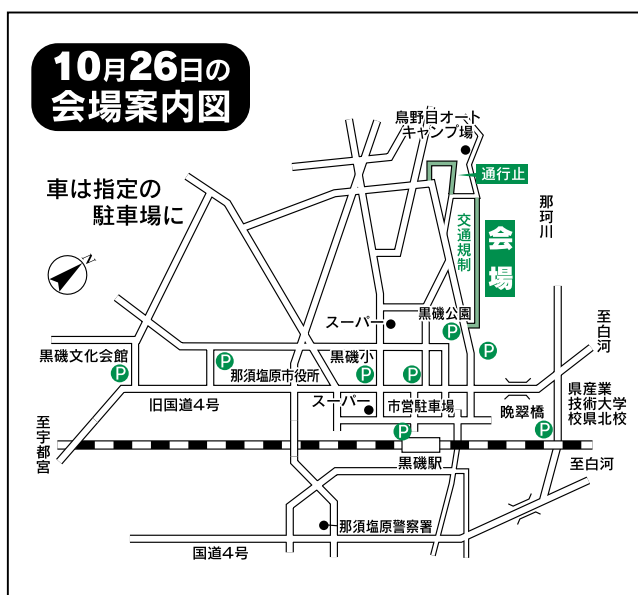 10月26日の
会場案内図
車は指定の
駐車場に
鳥野目オート
キャンプ場
通行止
那珂川
交通規制
会場
N
スーパー
黒磯公園
P
P
至白河
黒磯文化会館
P
P
那須塩原市役所
黒磯小
P
P
旧国道4号
スーパー
市営駐車場
晩翠橋
県産業
技術大学
校県北校
至宇都宮
P
P
黒磯駅
至白河
那須塩原警察署
国道4号